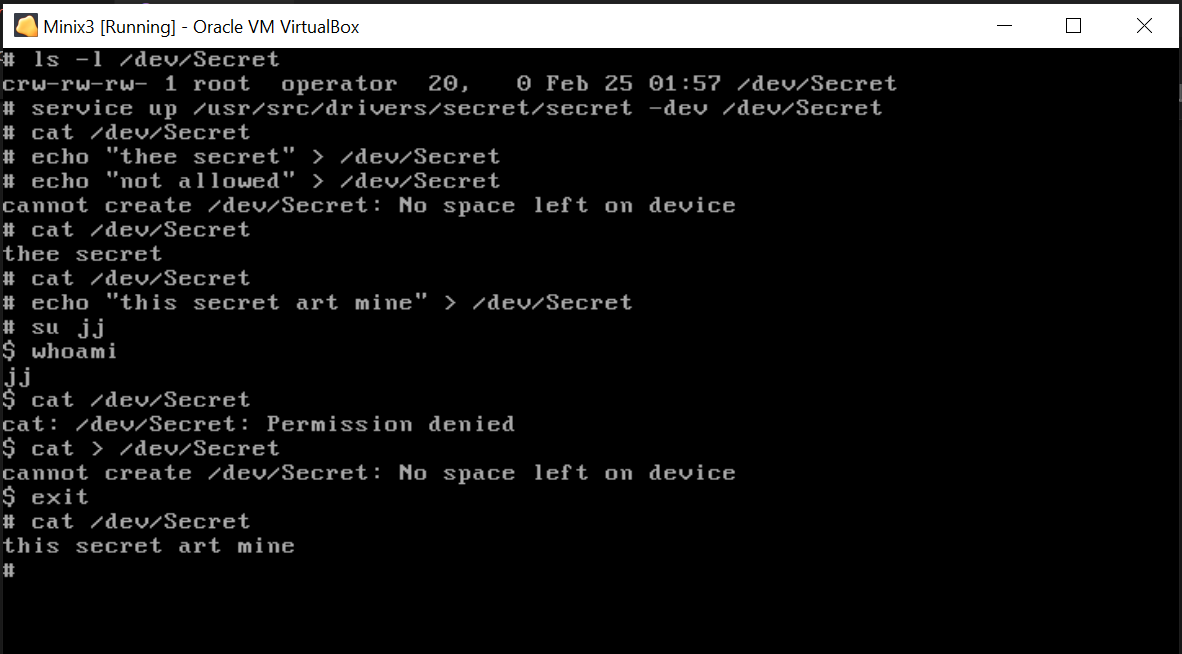 Minix3 [Running] - Oracle VM VirtualBox
# ls -l /dev/Secret
crw-rw-rw- 1 root  operator  20,   0 Feb 25 01:57 /dev/Secret
# service up /usr/src/drivers/secret/secret -dev /dev/Secret
# cat /dev/Secret
# echo "thee secret" > /dev/Secret
# echo "not allowed" > /dev/Secret
cannot create /dev/Secret: No space left on device
# cat /dev/Secret
thee secret
# cat /dev/Secret
# echo "this secret art mine" > /dev/Secret
# su jj
$ whoami
jj
$ cat /dev/Secret
cat: /dev/Secret: Permission denied
$ cat > /dev/Secret
cannot create /dev/Secret: No space left on device
$ exit
# cat /dev/Secret
this secret art mine
#